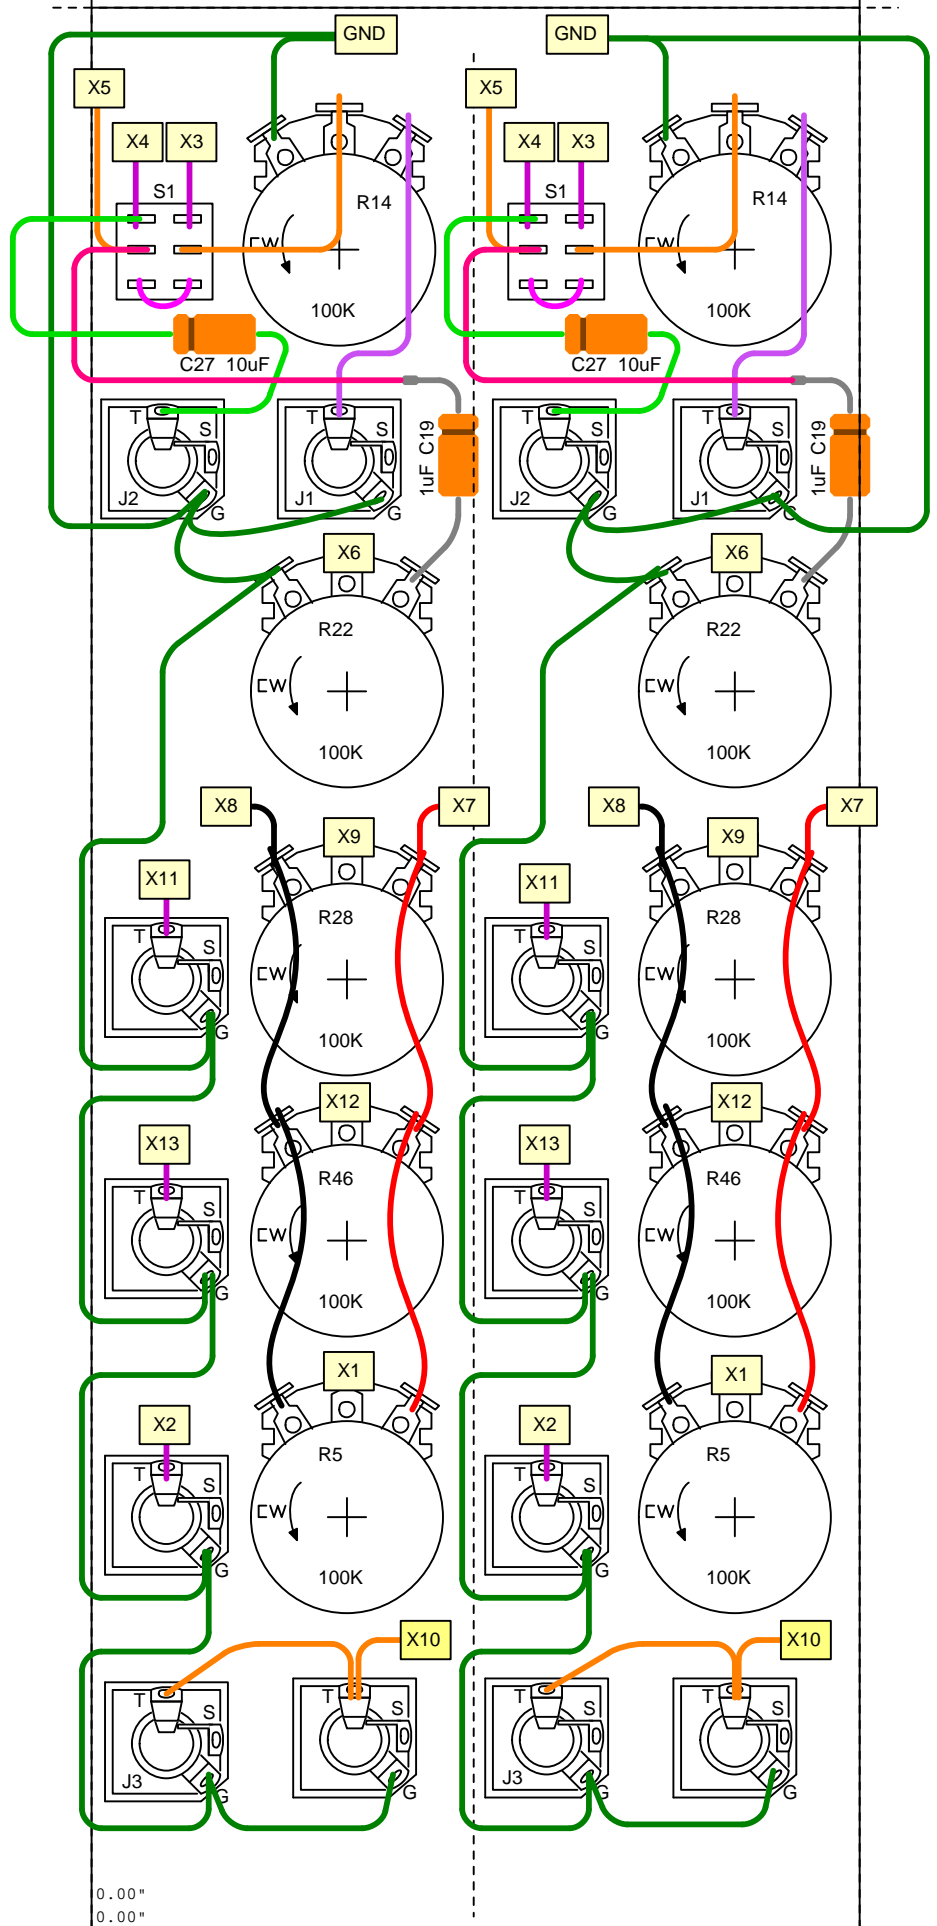 GND GND
X5 X5
X4 X3 X4 X3
S1 S1
R14 R14
CW CW
100K 100K
C27 10uF C27 10uF
T S T S T S T S
1uF C19 1uF C19
J2 G J1 J2 G J1 G
X6 X6
R22 R22
CW CW
100K 100K
X8 X7 X8 X7
X9 X9
X11 X11
R28 R28
T S T S
CW CW
G 100K G 100K
X12 X12
X13 X13
R46 R46
T S T S
CW CW
G 100K G 100K
X1 X1
X2 X2
R5 R5
T S T S
CW CW
G 100K G 100K
X10 X10
T S T S T S T S
J3 G G J3 G G
0.00"
0.00"